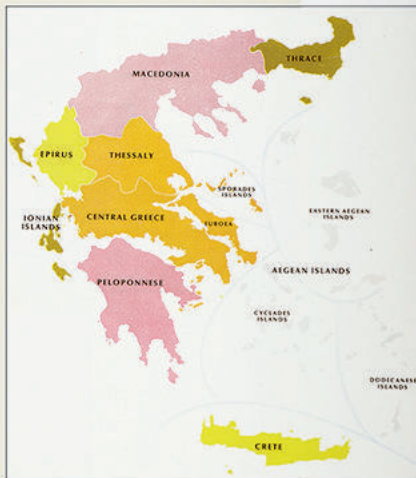 THRACE
MACEDONIA
EPIRUS
THESSALY
SPORADES
ISLANDS
IONIAN
ISLANDS
CENTRAL GREECE
EUBOEA
EASTERN AEGEAN
ISLANDS
AEGEAN ISLANDS
PELOPONNESE
CYCLADES
ISLANDS
DODECANESE
ISLANDS
CRETE